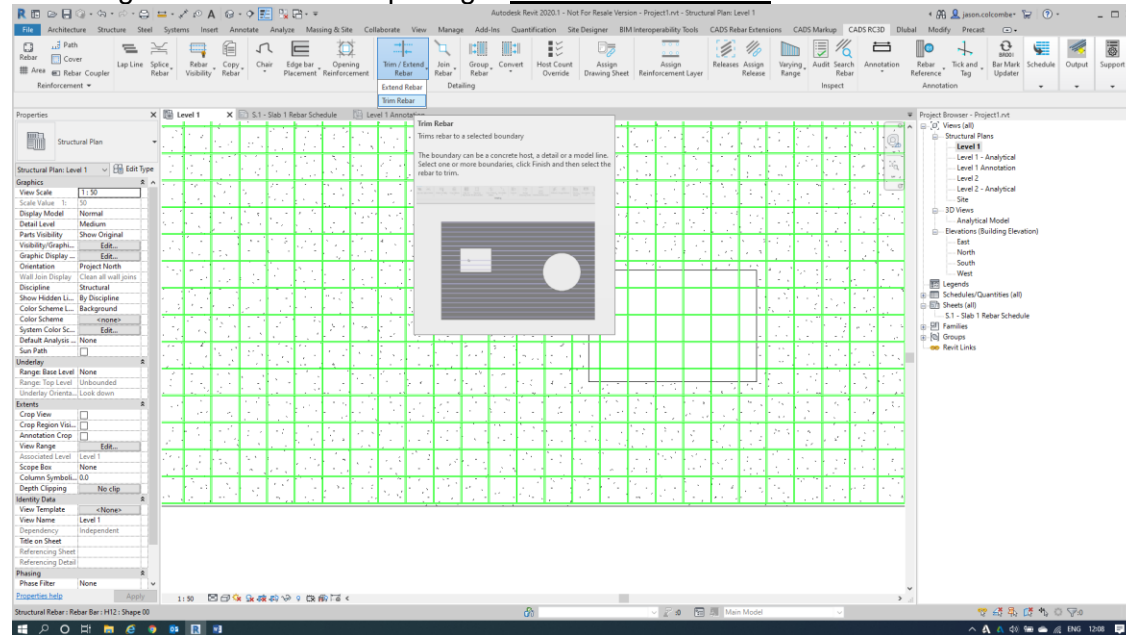 Autodesk Revit 2020.1 - Not For Resale Version - Project1.rvt - Structural Plan: Level 1
jason.colcombe
File Architecture Structure Steel Systems Insert Annotate Analyze Massing & Site Collaborate View Manage Add-Ins Quantification Site Designer BIM Interoperability Tools CADS Rebar Extensions CADS Markup CADS RC3D Dlubal Modify Precast
Rebar
Path
Cover
Area
Rebar Coupler
Lap Line
Splice Rebar
Rebar Visibility
Copy Rebar
Chair
Edge bar Placement
Opening Reinforcement
Trim / Extend Rebar
Join Rebar
Group Rebar
Convert
Host Count Override
Assign Drawing Sheet
Assign Reinforcement Layer
Releases
Assign Release
Varying Range
Audit
Search Rebar
Annotation
Rebar Reference
Tick and Tag
Bar Mark Updater
Schedule
Output
Support
Reinforcement
Detailing
Inspect
Annotation
Extend Rebar
Trim Rebar
Properties
Level 1
S.1 - Slab 1 Rebar Schedule
Level 1 Annotation
Trim Rebar
Trims rebar to a selected boundary
The boundary can be a concrete host, a detail or a model line.
Select one or more boundaries, click Finish and then select the
rebar to trim.
Structural Plan
Structural Plan: Level 1
Edit Type
Graphics
View Scale 1 : 50
Scale Value 1: 50
Display Model Normal
Detail Level Medium
Parts Visibility Show Original
Visibility/Graphi... Edit...
Graphic Display ... Edit...
Orientation Project North
Wall Join Display Clean all wall joins
Discipline Structural
Show Hidden Li... By Discipline
Color Scheme L... Background
Color Scheme <none>
System Color Sc... Edit...
Default Analysis ... None
Sun Path
Underlay
Range: Base Level None
Range: Top Level Unbounded
Underlay Orienta... Look down
Extents
Crop View
Crop Region Visi...
Annotation Crop
View Range Edit...
Associated Level Level 1
Scope Box None
Column Symboli... 0.0
Depth Clipping No clip
Identity Data
View Template <None>
View Name Level 1
Dependency Independent
Title on Sheet
Referencing Sheet
Referencing Detail
Phasing
Phase Filter None
Properties help
Apply
Project Browser - Project1.rvt
Views (all)
Structural Plans
Level 1
Level 1 - Analytical
Level 1 Annotation
Level 2
Level 2 - Analytical
Site
3D Views
Analytical Model
Elevations (Building Elevation)
East
North
South
West
Legends
Schedules/Quantities (all)
Sheets (all)
S.1 - Slab 1 Rebar Schedule
Families
Groups
Revit Links
1 : 50
Structural Rebar : Rebar Bar : H12 : Shape 00
:0
Main Model
:0
ENG 12:08